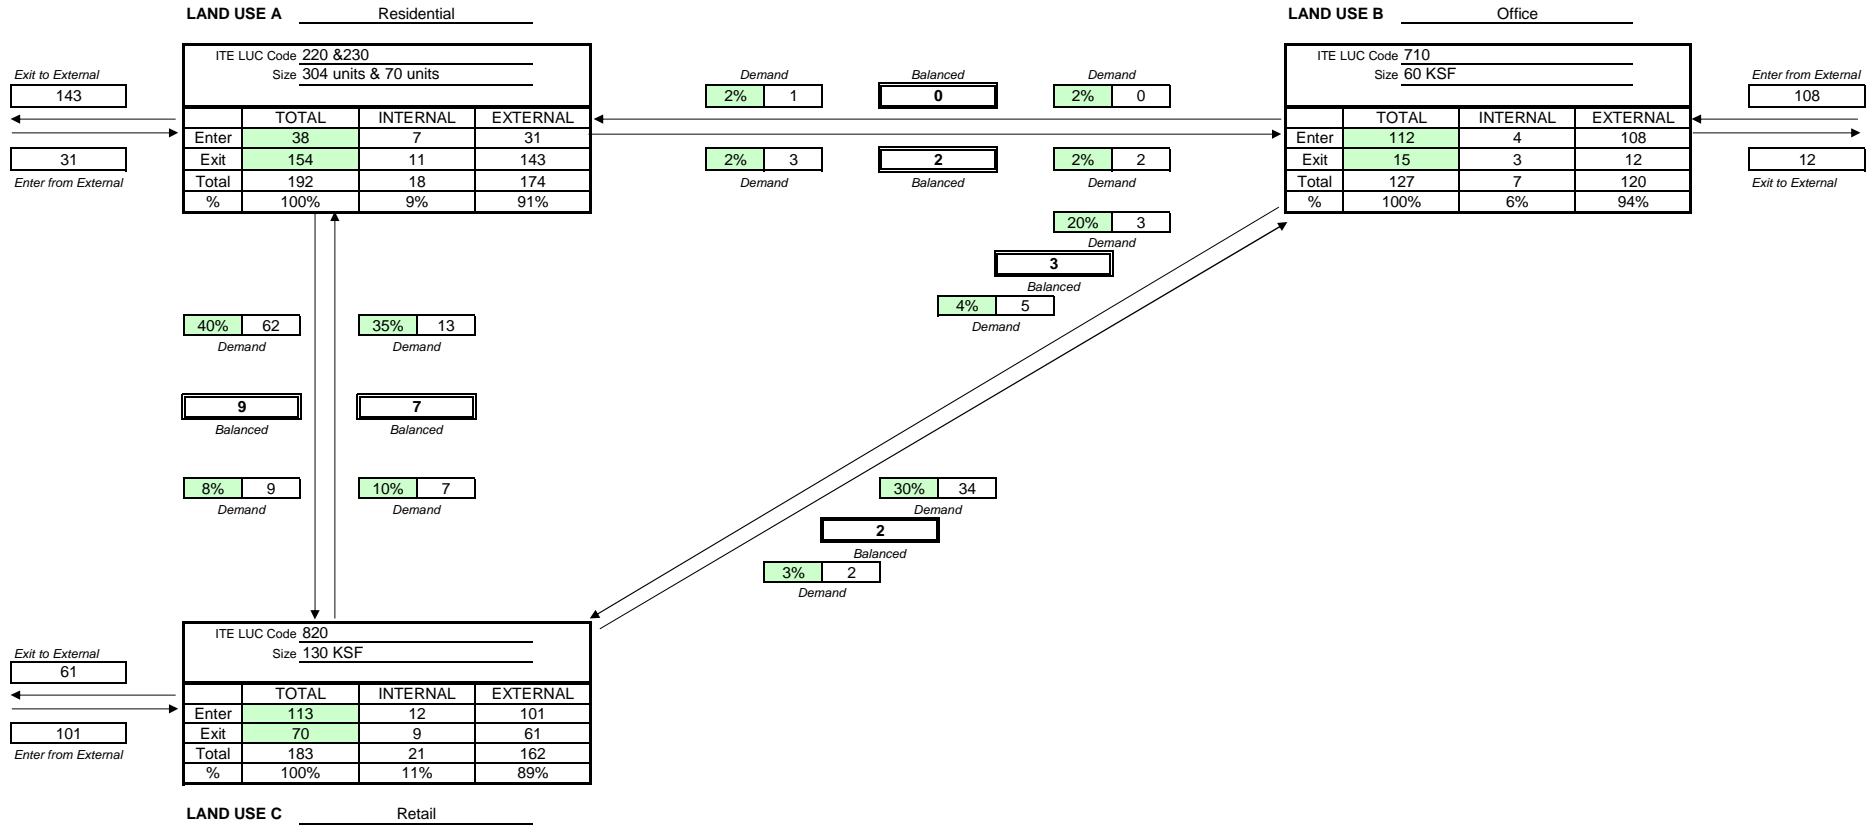 LAND USE A Residential
LAND USE B Office
ITE LUC Code 220 &230
Size 304 units & 70 units
TOTAL INTERNAL EXTERNAL
Enter 38 7 31
Exit 154 11 143
Total 192 18 174
% 100% 9% 91%
Exit to External
143
31
Enter from External
Demand Balanced Demand
2% 1 0 2% 0
2% 3 2 2% 2
Demand Balanced Demand
ITE LUC Code 710
Size 60 KSF
TOTAL INTERNAL EXTERNAL
Enter 112 4 108
Exit 15 3 12
Total 127 7 120
% 100% 6% 94%
Enter from External
108
12
Exit to External
20% 3
Demand
3
Balanced
4% 5
Demand
40% 62 35% 13
Demand Demand
9 7
Balanced Balanced
8% 9 10% 7
Demand Demand
30% 34
Demand
2
Balanced
3% 2
Demand
ITE LUC Code 820
Size 130 KSF
TOTAL INTERNAL EXTERNAL
Enter 113 12 101
Exit 70 9 61
Total 183 21 162
% 100% 11% 89%
Exit to External
61
101
Enter from External
LAND USE C Retail